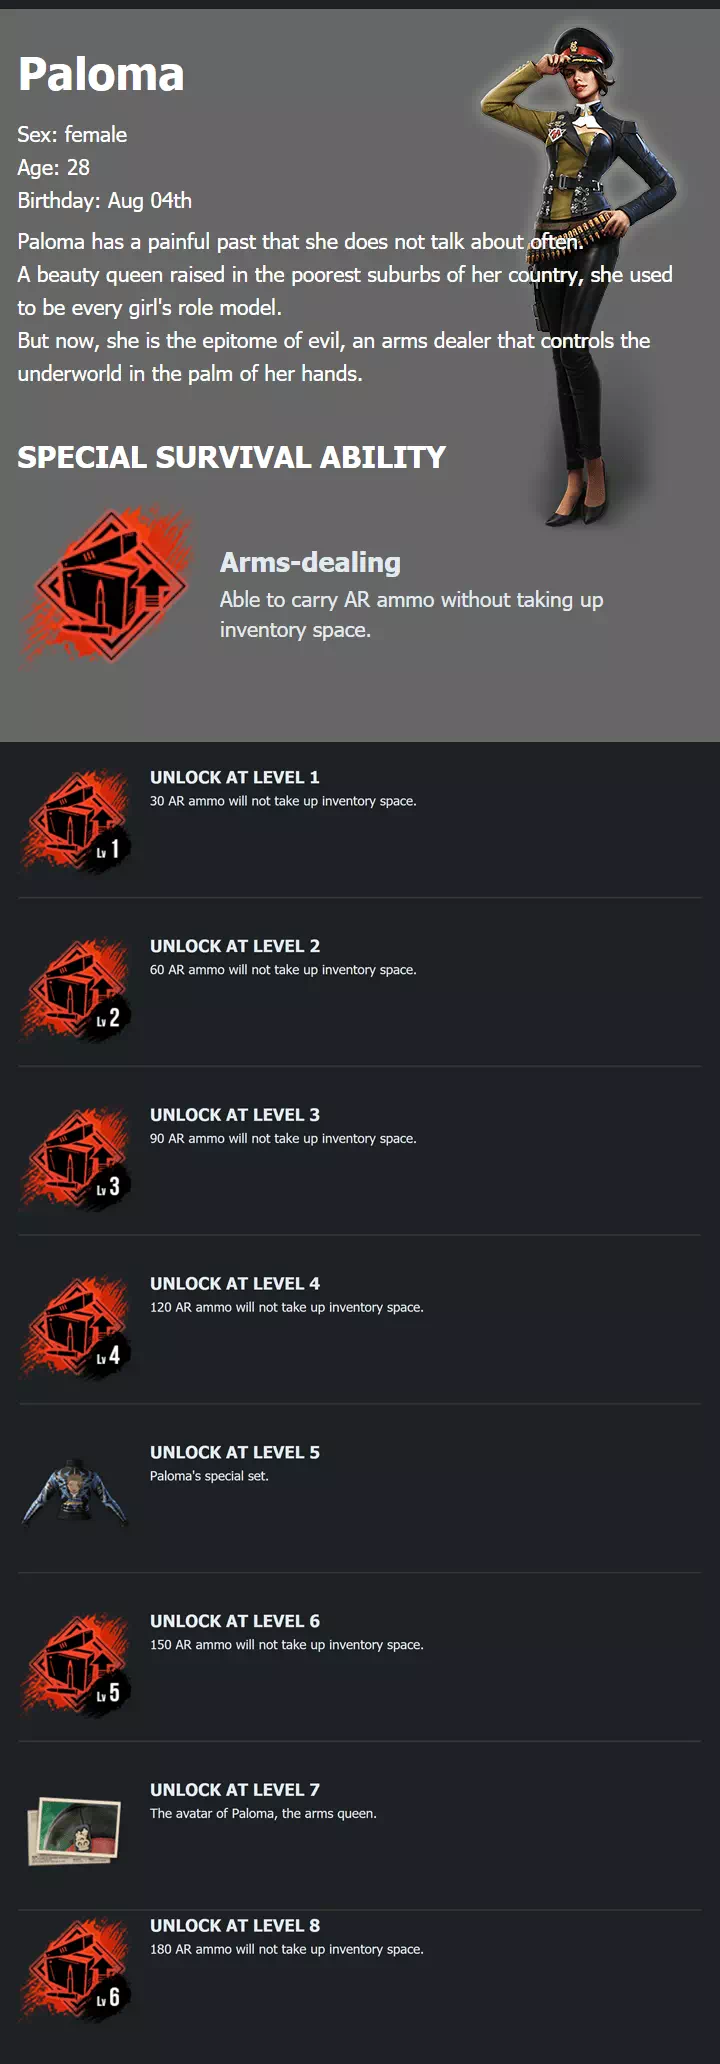 Paloma
Sex: female
Age: 28
Birthday: Aug 04th
Paloma has a painful past that she does not talk about often.
A beauty queen raised in the poorest suburbs of her country, she used
to be every girl's role model.
But now, she is the epitome of evil, an arms dealer that controls the
underworld in the palm of her hands.
SPECIAL SURVIVAL ABILITY
Arms-dealing
Able to carry AR ammo without taking up
inventory space.
UNLOCK AT LEVEL 1
30 AR ammo will not take up inventory space.
Lv 1
UNLOCK AT LEVEL 2
60 AR ammo will not take up inventory space.
Lv 2
UNLOCK AT LEVEL 3
90 AR ammo will not take up inventory space.
Lv 3
UNLOCK AT LEVEL 4
120 AR ammo will not take up inventory space.
Lv 4
UNLOCK AT LEVEL 5
Paloma's special set.
UNLOCK AT LEVEL 6
150 AR ammo will not take up inventory space.
Lv 5
UNLOCK AT LEVEL 7
The avatar of Paloma, the arms queen.
UNLOCK AT LEVEL 8
180 AR ammo will not take up inventory space.
Lv 6